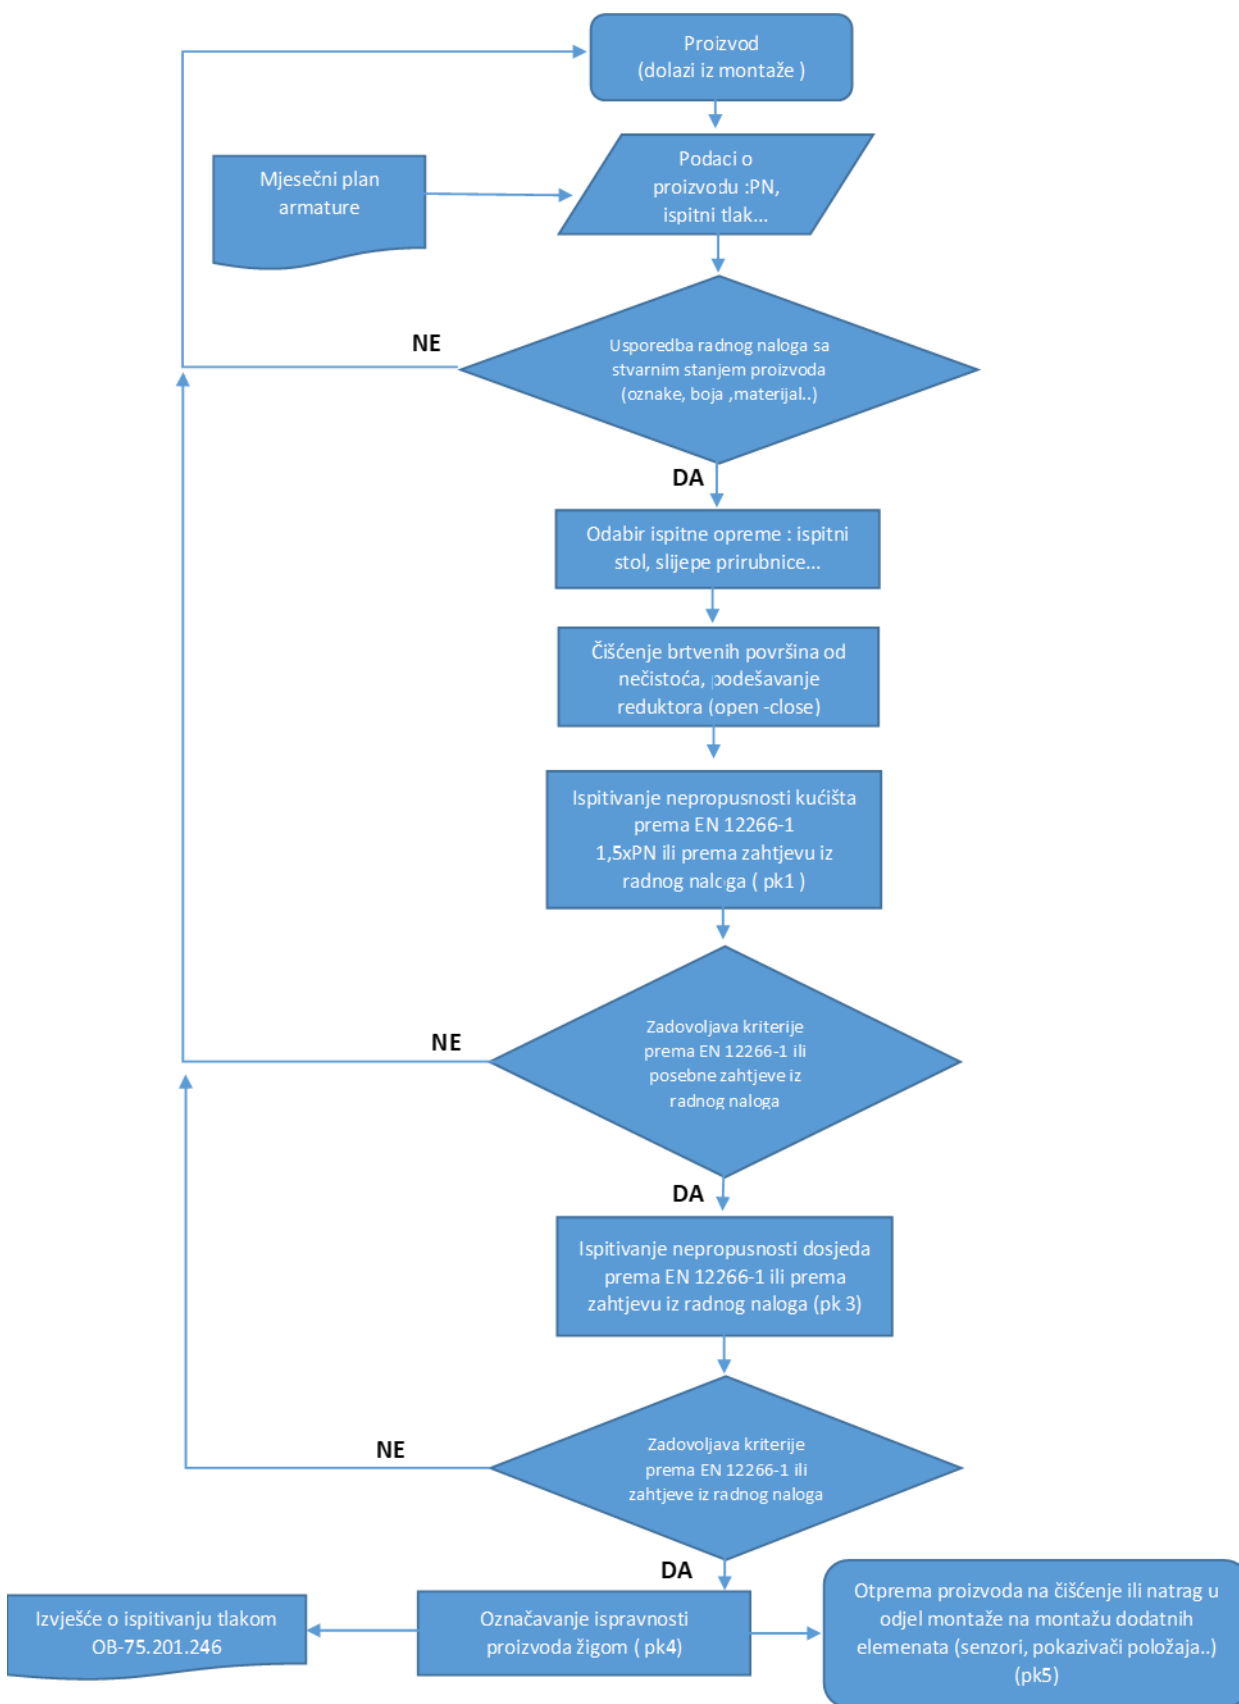 Proizvod
(dolazi iz montaže )
Mjesečni plan
armature
Podaci o
proizvodu :PN,
ispitni tlak...
NE
Usporedba radnog naloga sa
stvarnim stanjem proizvoda
(oznake, boja ,materijal..)
DA
Odabir ispitne opreme : ispitni
stol, slijepe prirubnice...
Čišćenje brtvenih površina od
nečistoća, podešavanje
reduktora (open -close)
Ispitivanje nepropusnosti kućišta
prema EN 12266-1
1,5xPN ili prema zahtjevu iz
radnog naloga ( pk1 )
NE
Zadovoljava kriterije
prema EN 12266-1 ili
posebne zahtjeve iz
radnog naloga
DA
Ispitivanje nepropusnosti dosjeda
prema EN 12266-1 ili prema
zahtjevu iz radnog naloga (pk 3)
NE
Zadovoljava kriterije
prema EN 12266-1 ili
zahtjeve iz radnog naloga
DA
Izvješće o ispitivanju tlakom
OB-75.201.246
Označavanje ispravnosti
proizvoda žigom ( pk4)
Otprema proizvoda na čišćenje ili natrag u
odjel montaže na montažu dodatnih
elemenata (senzori, pokazivači položaja..)
(pk5)